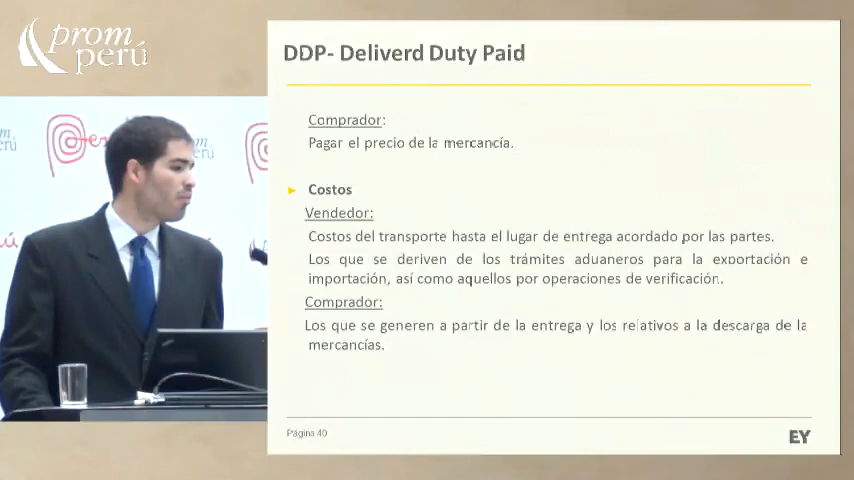 prom
perú
DDP- Deliverd Duty Paid
Comprador:
Pagar el precio de la mercancía.
► Costos
Vendedor:
Costos del transporte hasta el lugar de entrega acordado por las partes.
Los que se deriven de los trámites aduaneros para la exportación e
importación, así como aquellos por operaciones de verificación..
Comprador:
Los que se generen a partir de la entrega y los relativos a la descarga de la
mercancías.
Página 40
EY